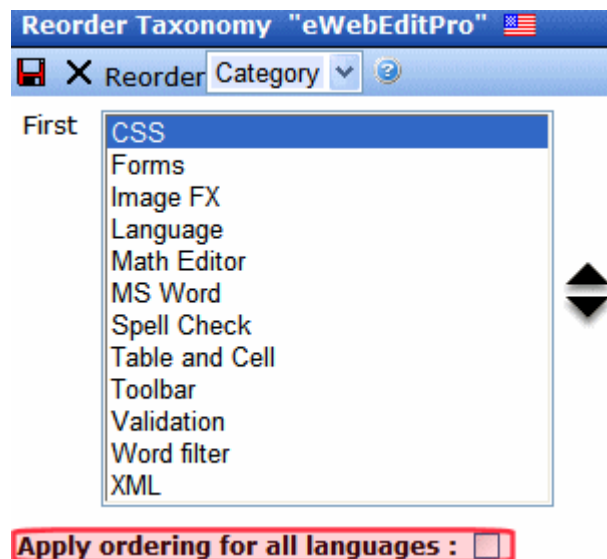 Reorder Taxonomy "eWebEditPro"
Reorder Category
First
CSS
Forms
Image FX
Language
Math Editor
MS Word
Spell Check
Table and Cell
Toolbar
Validation
Word filter
XML
Apply ordering for all languages :